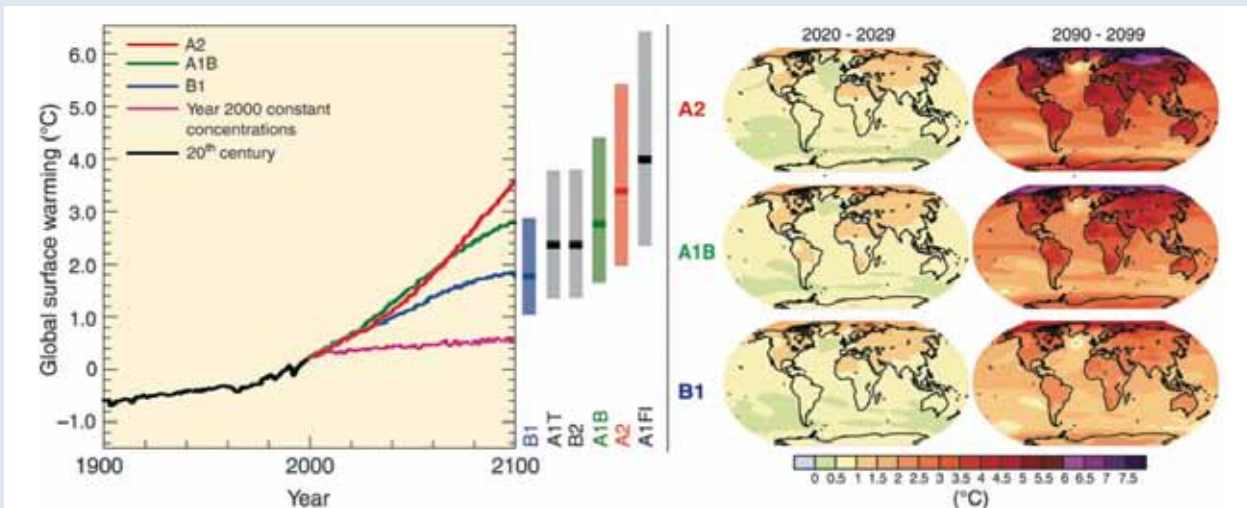 6.0
5.0
4.0
3.0
2.0
1.0
0
–1.0
Global surface warming (°C)
A2
A1B
B1
Year 2000 constant
concentrations
20th century
1900
2000
2100
Year
B1
A1T
B2
A1B
A2
A1FI
2020 - 2029
2090 - 2099
A2
A1B
B1
0 0.5 1 1.5 2 2.5 3 3.5 4 4.5 5 5.5 6 6.5 7 7.5
(°C)